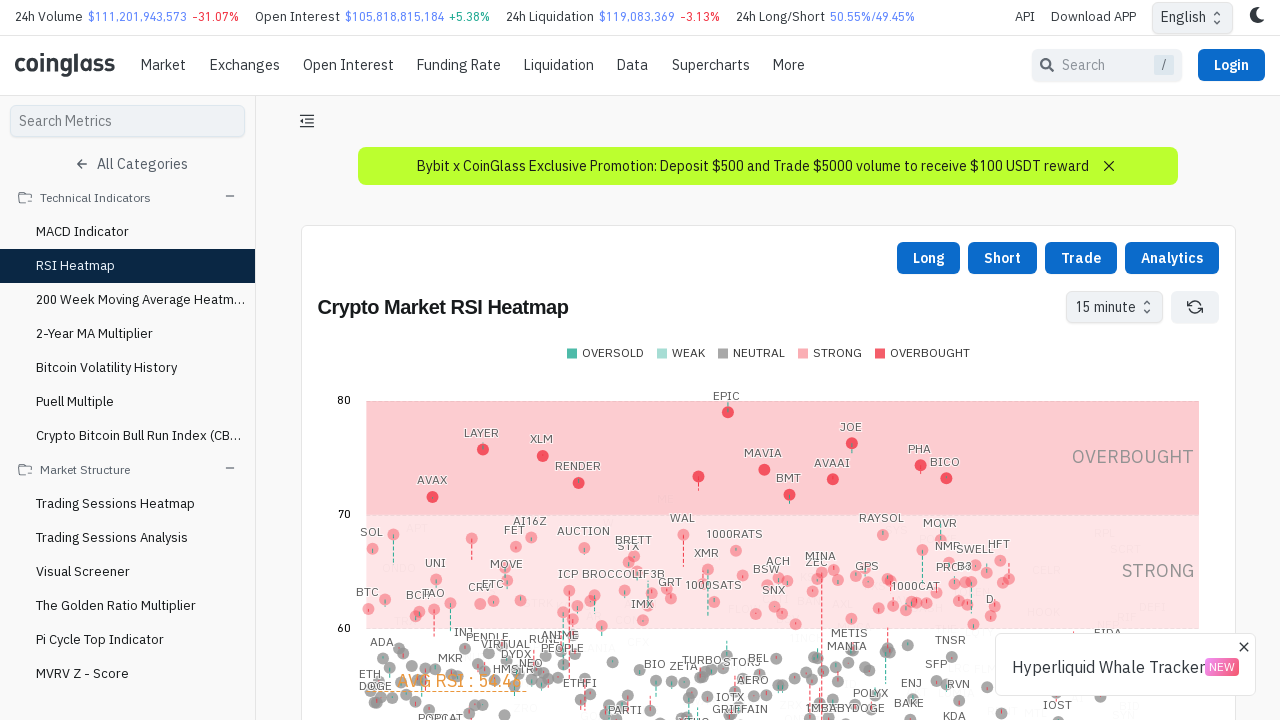 24h Volume $111,201,943,573 -31.07% Open Interest $105,818,815,184 +5.38% 24h Liquidation $119,083,369 -3.13% 24h Long/Short 50.55%/49.45% API Download APP English
coinglass Market Exchanges Open Interest Funding Rate Liquidation Data Supercharts More Search / Login
Search Metrics
All Categories
Technical Indicators
MACD Indicator
RSI Heatmap
200 Week Moving Average Heatm...
2-Year MA Multiplier
Bitcoin Volatility History
Puell Multiple
Crypto Bitcoin Bull Run Index (CB...
Market Structure
Trading Sessions Heatmap
Trading Sessions Analysis
Visual Screener
The Golden Ratio Multiplier
Pi Cycle Top Indicator
MVRV Z - Score
Bybit x CoinGlass Exclusive Promotion: Deposit $500 and Trade $5000 volume to receive $100 USDT reward
Long Short Trade Analytics
Crypto Market RSI Heatmap 15 minute
OVERSOLD WEAK NEUTRAL STRONG OVERBOUGHT
80
EPIC
LAYER XLM JOE
RENDER MAVIA PHA
AVAX BMT AVAAI BICO
OVERBOUGHT
70
SOL FET AI16Z AUCTION WAL 1000RATS RAYSOL MOVR
BRETT
STX XMR ACH MINA NMR SWELL HFT
UNI MOVE ICP BROCCOLIF3B BSW ZEC GPS B3
BTC CRV ETC GRT 1000SATS SNX 1000CAT
IMX
STRONG
60
ADA INJ PENDLE VIRTUAL RUNE ANIME METIS TNSR
DYDX PEOPLE MANTA
ETH MKR HMSTR NEO BIO ZETA TURBO STORJ BEL SFP
DOGE ETHFI AERO POLYX ENJ RVN
AVG RSI : 54.45
PARTI IOTX BAKE IOST
GRIFFAIN 1MBABYDOGE KDA
POPCAT
Hyperliquid Whale Tracker NEW